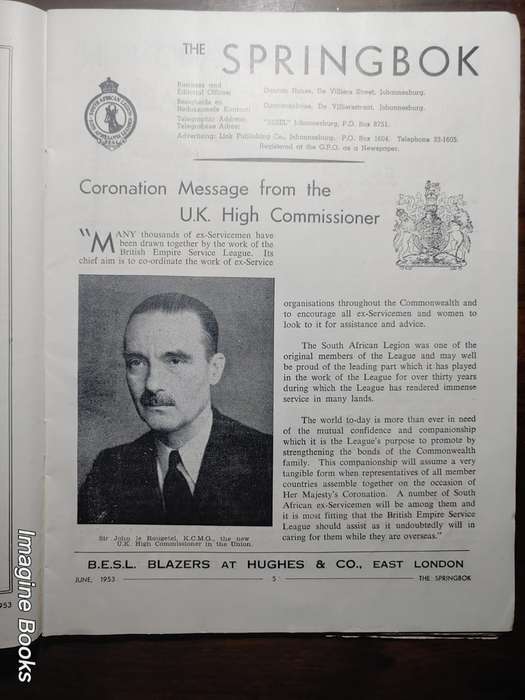 THE SPRINGBOK
Business and
Editorial Offices:
Dunusa House, De Villiers Street, Johannesburg.
Besigheids en
Redaksionele Kantoor:
De Villiersstraat, Johannesburg.
Telegraphic Address:
Telegrafiese Adres:
"BESEL" Johannesburg, P.O. Box 8751.
Advertising: Link Publishing Co., Johannesburg. P.O. Box 1604. Telephone 33-1605.
Registered at the G.P.O. as a Newspaper.
Coronation Message from the
U.K. High Commissioner
"MANY thousands of ex-Servicemen have
been drawn together by the work of the
British Empire Service League. Its
chief aim is to co-ordinate the work of ex-Service
organisations throughout the Commonwealth and
to encourage all ex-Servicemen and women to
look to it for assistance and advice.
The South African Legion was one of the
original members of the League and may well
be proud of the leading part which it has played
in the work of the League for over thirty years
during which the League has rendered immense
service in many lands.
The world to-day is more than ever in need
of the mutual confidence and companionship
which it is the League's purpose to promote by
strengthening the bonds of the Commonwealth
family. This companionship will assume a very
tangible form when representatives of all member
countries assemble together on the occasion of
Her Majesty's Coronation. A number of South
African ex-Servicemen will be among them and
it is most fitting that the British Empire Service
League should assist as it undoubtedly will in
caring for them while they are overseas."
Sir John le Rougetel, K.C.M.G., the new
U.K. High Commissioner in the Union.
B.E.S.L. BLAZERS AT HUGHES & CO., EAST LONDON
JUNE, 1953
5
THE SPRINGBOK
953
Imagine Books